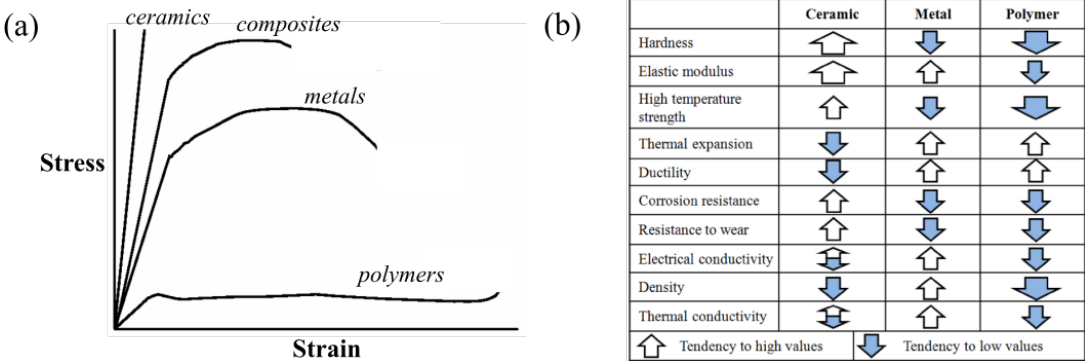 (a)
ceramics
composites
metals
Stress
polymers
Strain
(b)
Ceramic Metal Polymer
Hardness
Elastic modulus
High temperature
strength
Thermal expansion
Ductility
Corrosion resistance
Resistance to wear
Electrical conductivity
Density
Thermal conductivity
Tendency to high values Tendency to low values